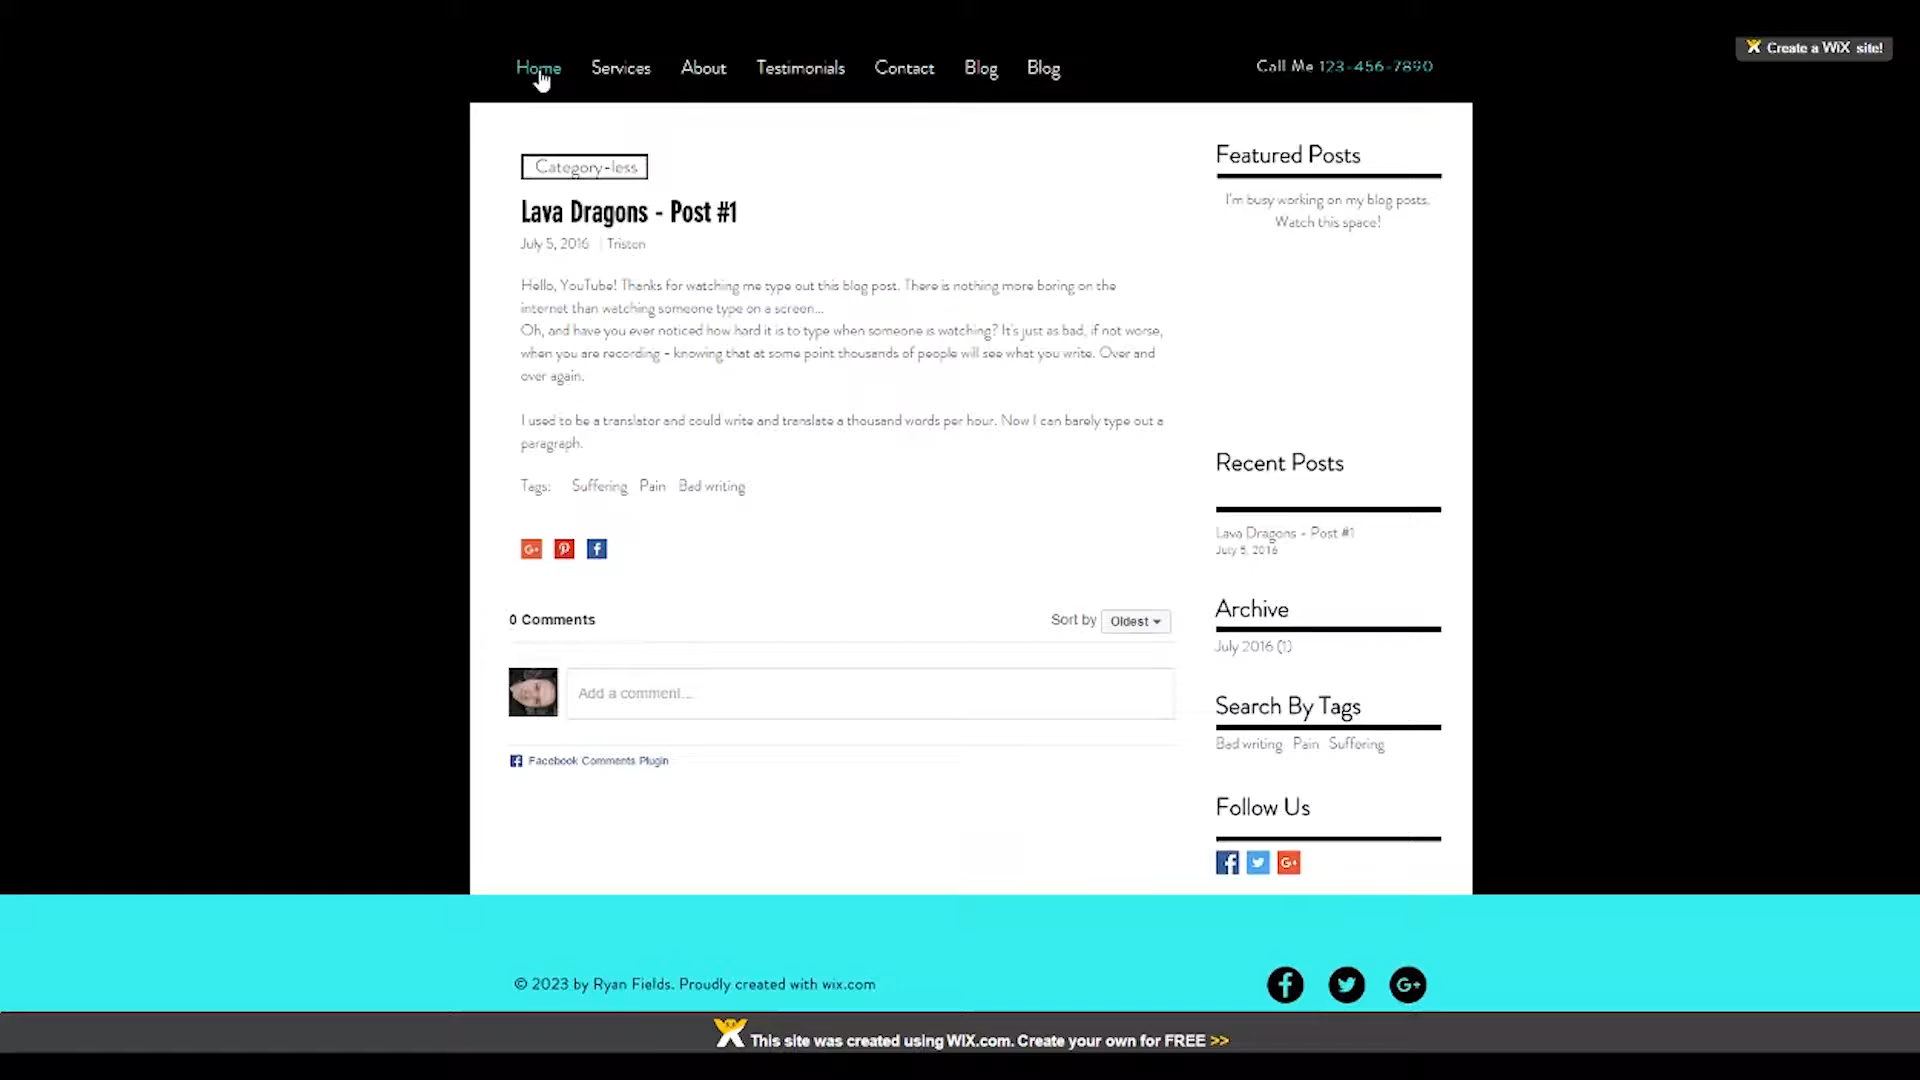 Home Services About Testimonials Contact Blog Blog
Call Me 123-456-7890
Create a WiX site!
Category-less
Lava Dragons - Post #1
July 5, 2016 | Triston
Hello, YouTube! Thanks for watching me type out this blog post. There is nothing more boring on the
internet than watching someone type on a screen...
Oh, and have you ever noticed how hard it is to type when someone is watching? It's just as bad, if not worse,
when you are recording - knowing that at some point thousands of people will see what you write. Over and
over again.
I used to be a translator and could write and translate a thousand words per hour. Now I can barely type out a
paragraph.
Tags: Suffering Pain Bad writing
0 Comments
Sort by Oldest
Add a comment...
Facebook Comments Plugin
Featured Posts
I'm busy working on my blog posts.
Watch this space!
Recent Posts
Lava Dragons - Post #1
July 5, 2016
Archive
July 2016 (1)
Search By Tags
Bad writing Pain Suffering
Follow Us
© 2023 by Ryan Fields. Proudly created with wix.com
This site was created using WIX.com. Create your own for FREE >>